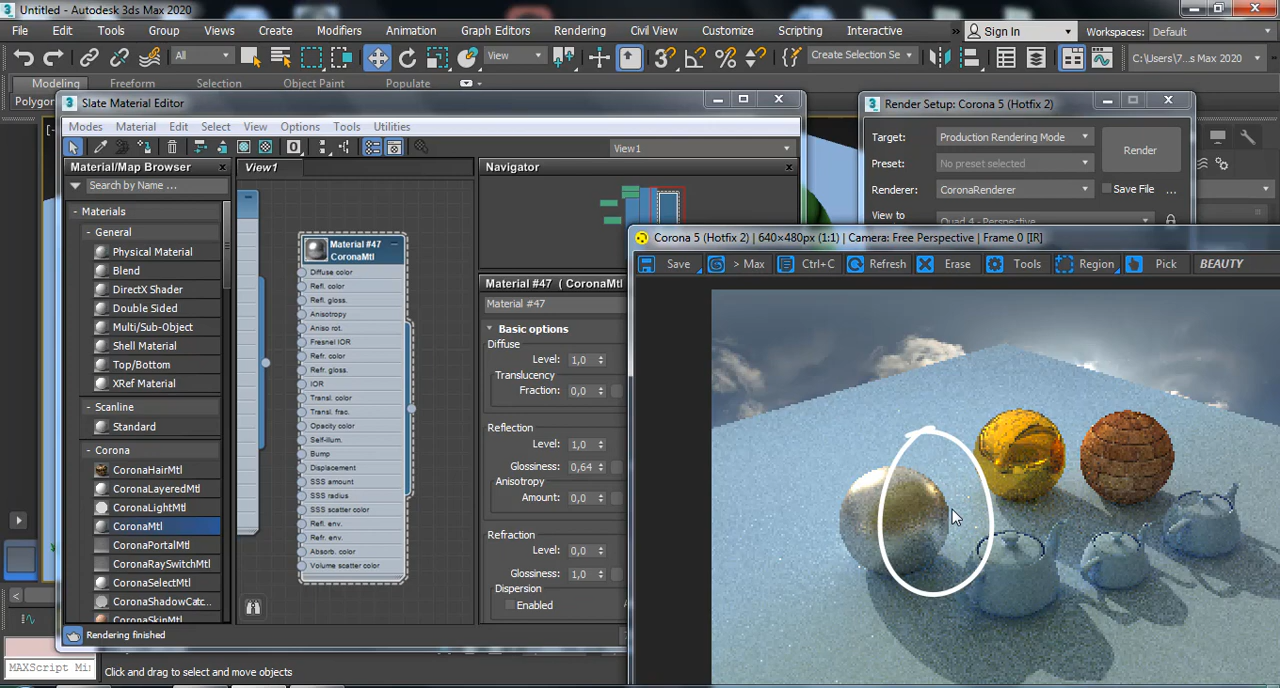 Untitled - Autodesk 3ds Max 2020
File Edit Tools Group Views Create Modifiers Animation Graph Editors Rendering Civil View Customize Scripting Interactive » Sign In Workspaces: Default
All View Create Selection Se C:\Users\7...s Max 2020
Modeling Freeform Selection Object Paint Populate
Polygon
Slate Material Editor
Modes Material Edit Select View Options Tools Utilities
View1
Material/Map Browser
Search by Name ...
- Materials
- General
Physical Material
Blend
DirectX Shader
Double Sided
Multi/Sub-Object
Shell Material
Top/Bottom
XRef Material
- Scanline
Standard
- Corona
CoronaHairMtl
CoronaLayeredMtl
CoronaLightMtl
CoronaMtl
CoronaPortalMtl
CoronaRaySwitchMtl
CoronaSelectMtl
CoronaShadowCatc...
CoronaSkinMtl
Rendering finished
View1
Material #47
CoronaMtl
Diffuse color
Refl. color
Refl. gloss.
Anisotropy
Aniso rot.
Fresnel IOR
Refr. color
Refr. gloss.
IOR
Transl. color
Transl. frac.
Opacity color
Self-illum.
Bump
Displacement
SSS amount
SSS radius
SSS scatter color
Refl. env.
Refr. env.
Absorb. color
Volume scatter color
Navigator
Material #47 ( CoronaMtl
Material #47
Basic options
Diffuse
Level: 1,0
Translucency
Fraction: 0,0
Reflection
Level: 1,0
Glossiness: 0,64
Anisotropy
Amount: 0,0
Refraction
Level: 0,0
Glossiness: 1,0
Dispersion
Enabled
Render Setup: Corona 5 (Hotfix 2)
Target: Production Rendering Mode
Preset: No preset selected
Render
Renderer: CoronaRenderer Save File ...
View to Quad 4 - Perspective
Corona 5 (Hotfix 2) | 640×480px (1:1) | Camera: Free Perspective | Frame 0 [IR]
Save > Max Ctrl+C Refresh Erase Tools Region Pick BEAUTY
MAXScript Mi
Click and drag to select and move objects